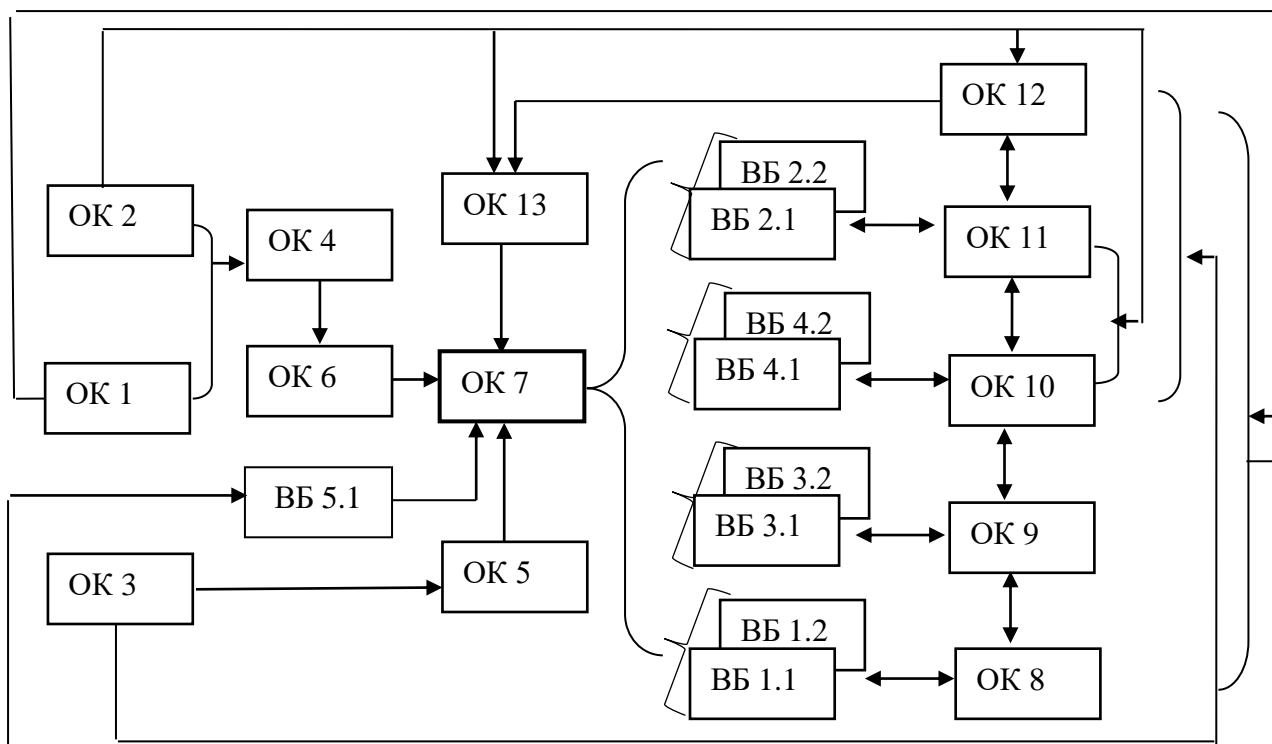 ОК 12
ВБ 2.2
ОК 2
ОК 13
ВБ 2.1
ОК 4
ОК 11
ВБ 4.2
ОК 6
ОК 7
ВБ 4.1
ОК 1
ОК 10
ВБ 3.2
ВБ 5.1
ВБ 3.1
ОК 9
ОК 3
ОК 5
ВБ 1.2
ВБ 1.1
ОК 8